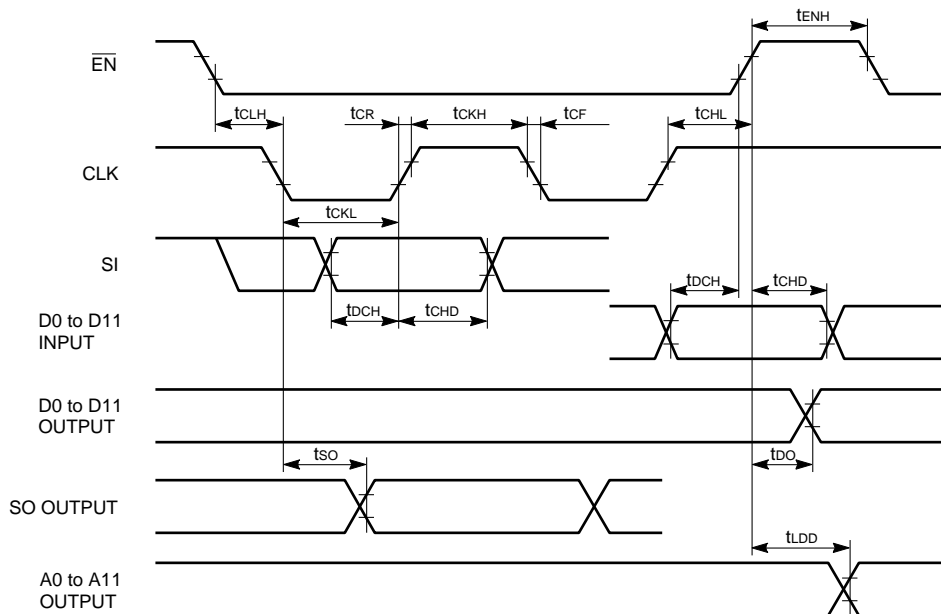 tENH
EN
tCLH
tCR
tCKH
tCF
tCHL
CLK
tCKL
SI
tDCH
tCHD
tDCH
tCHD
D0 to D11
INPUT
D0 to D11
OUTPUT
tSO
tDO
SO OUTPUT
tLDD
A0 to A11
OUTPUT